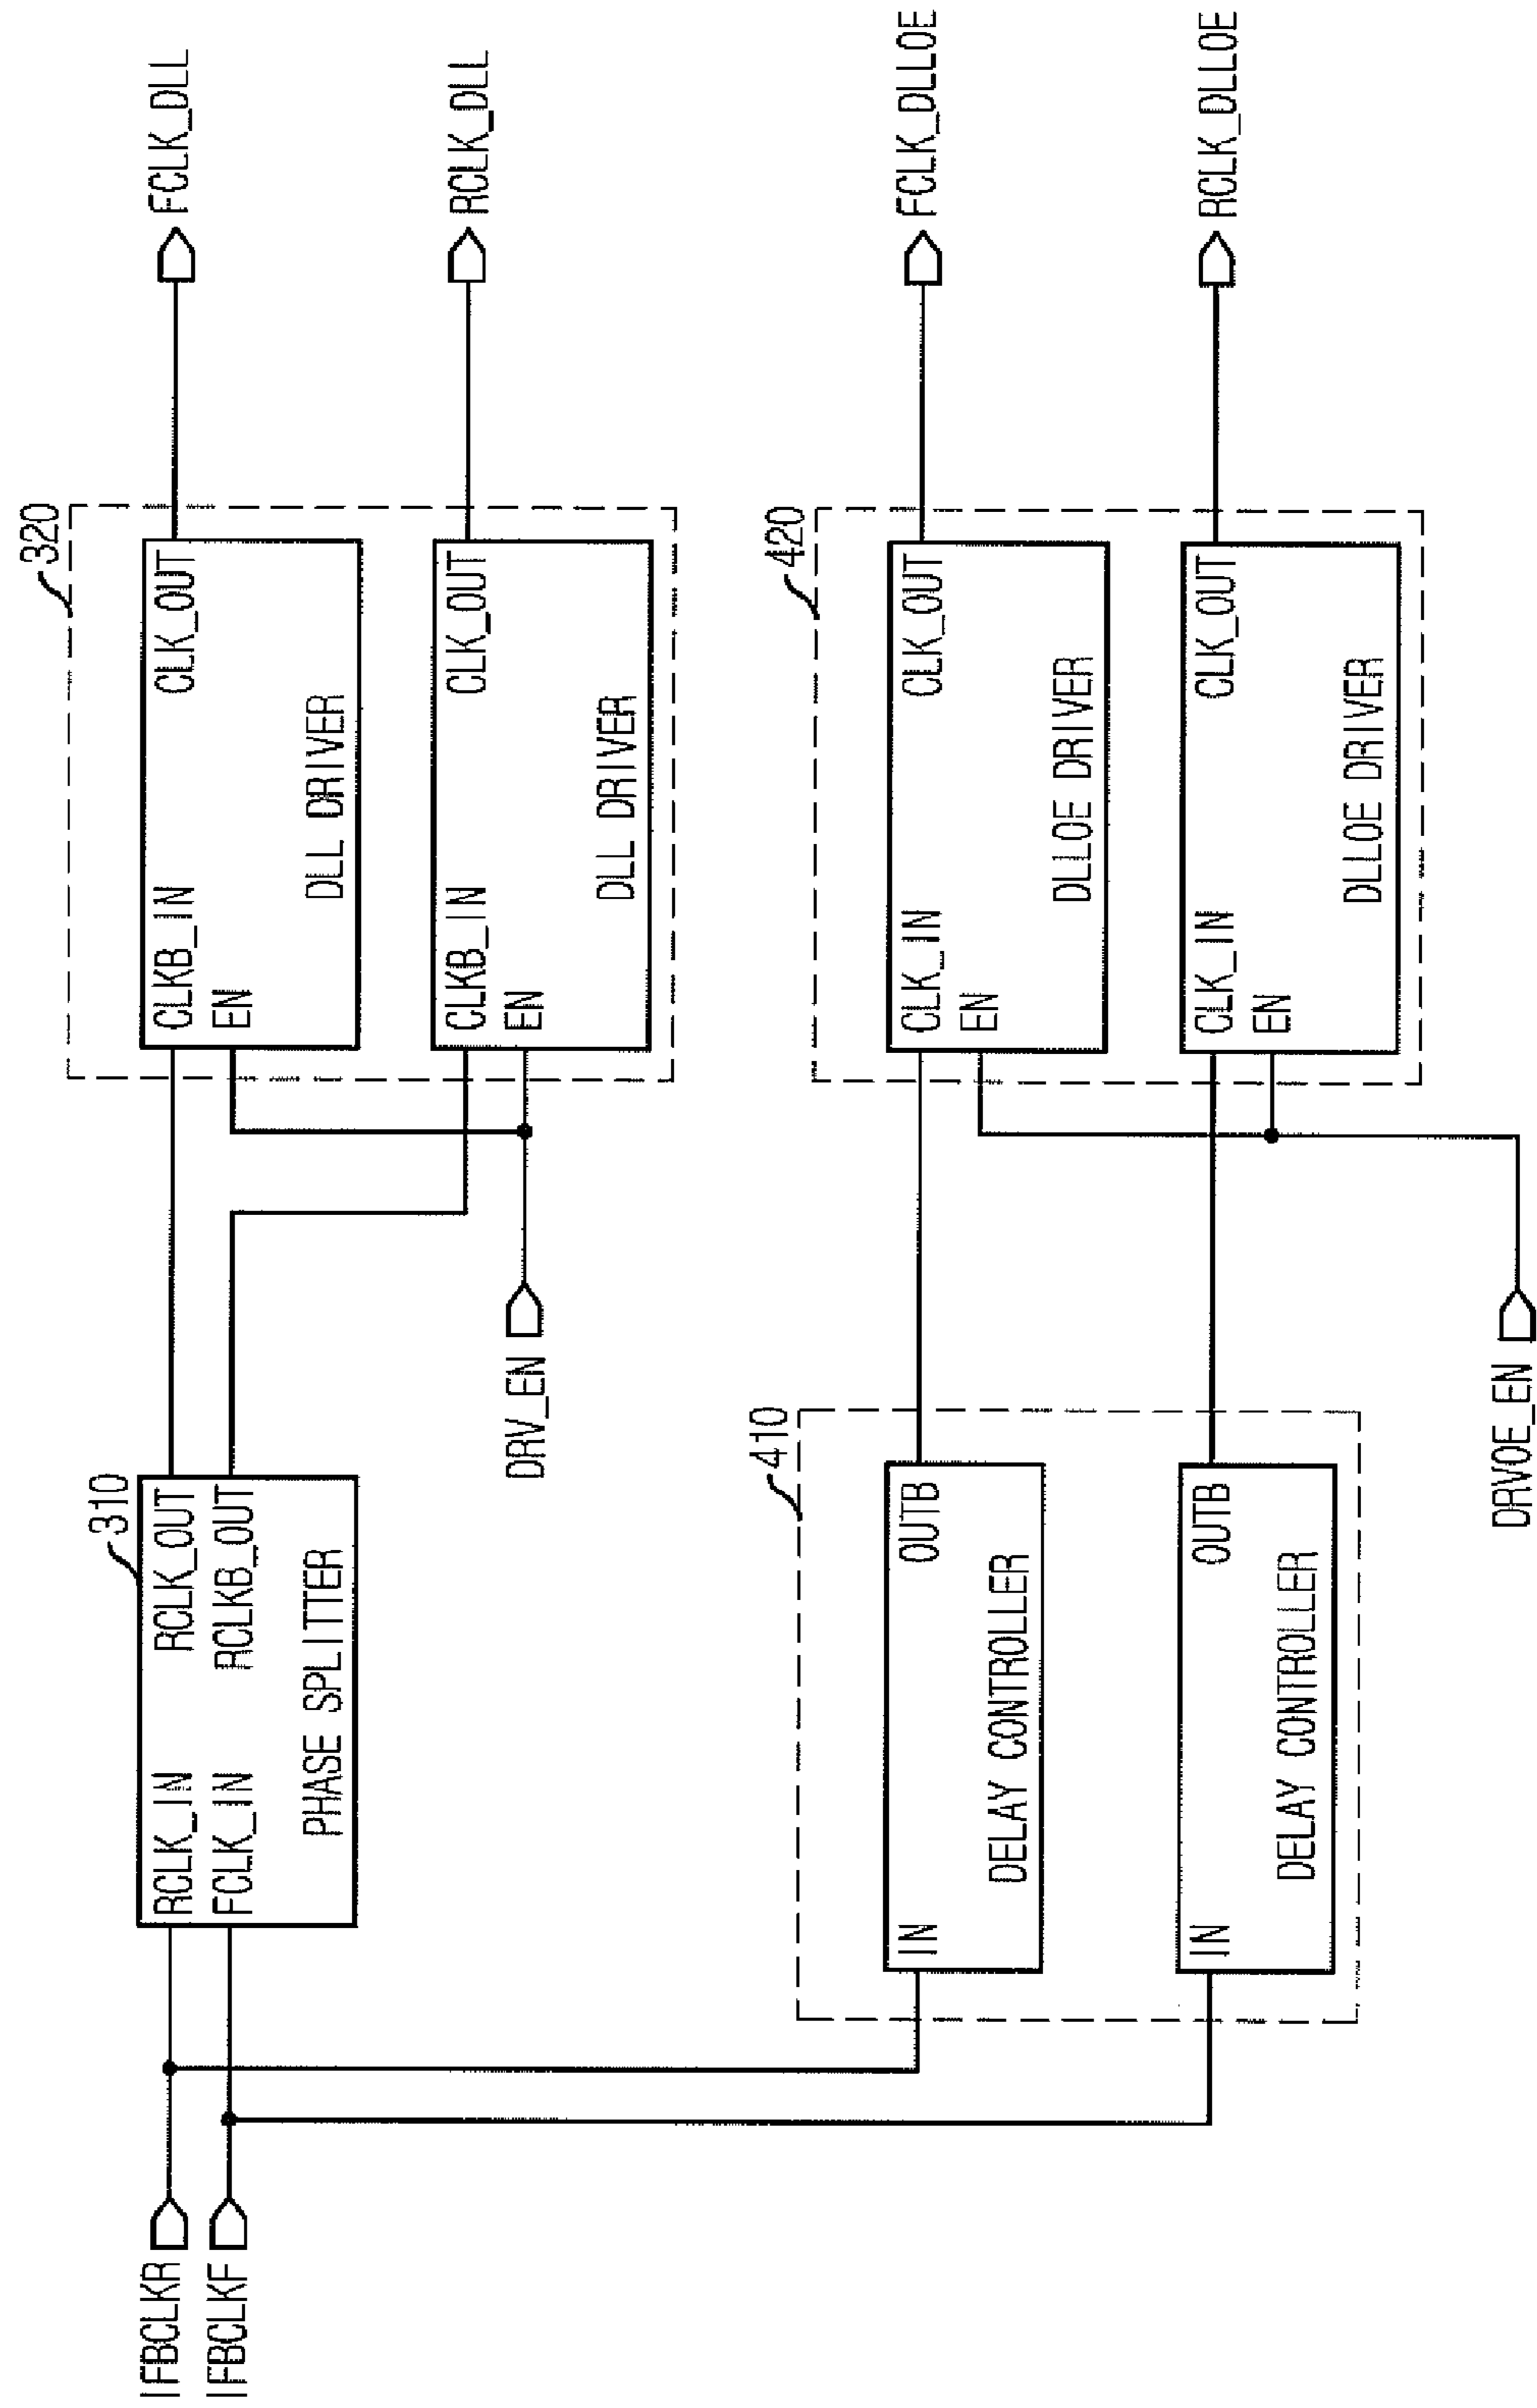 IFBCLKR
IFBCLKF
310
RCLK_IN RCLK_OUT
FCLK_IN RCLKB_OUT
PHASE SPLITTER
DRV_EN
320
CLKB_IN CLK_OUT
EN
DLL DRIVER
CLKB_IN CLK_OUT
EN
DLL DRIVER
FCLK_DLL
RCLK_DLL
410
IN OUTB
DELAY CONTROLLER
IN OUTB
DELAY CONTROLLER
DRVOE_EN
420
CLK_IN CLK_OUT
EN
DLLOE DRIVER
CLK_IN CLK_OUT
EN
DLLOE DRIVER
FCLK_DLLOE
RCLK_DLLOE